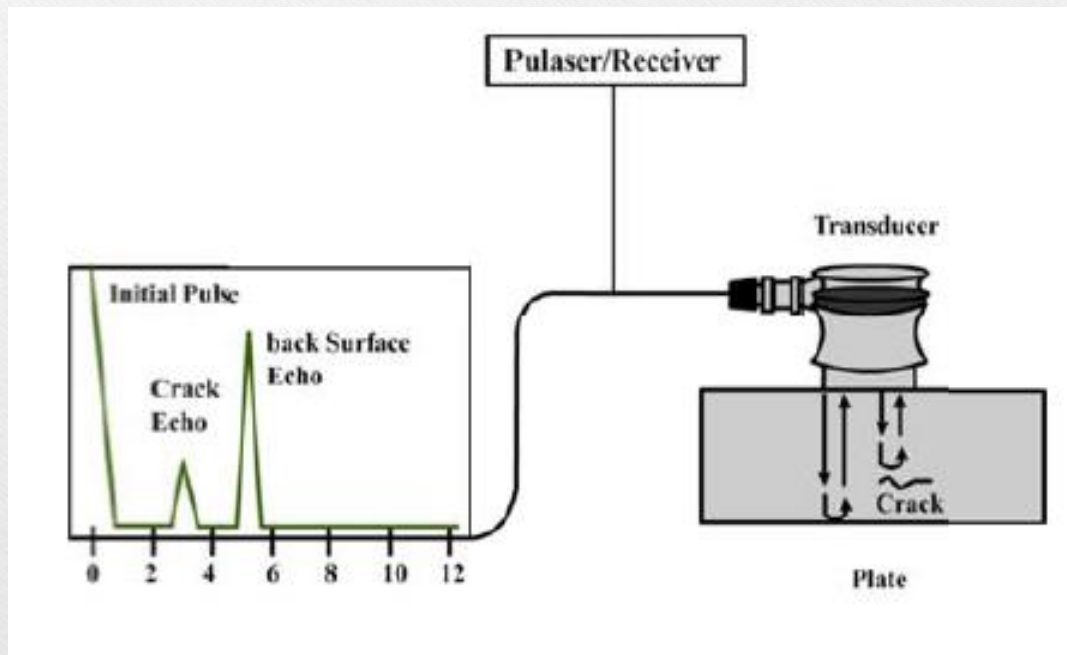 Pulaser/Receiver
Transducer
Initial Pulse
back Surface
Echo
Crack
Echo
Crack
0 2 4 6 8 10 12
Plate